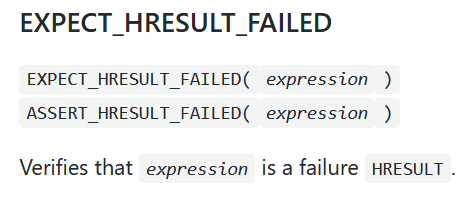 EXPECT_HRESULT_FAILED
EXPECT_HRESULT_FAILED( expression )
ASSERT_HRESULT_FAILED( expression )
Verifies that expression is a failure HRESULT.